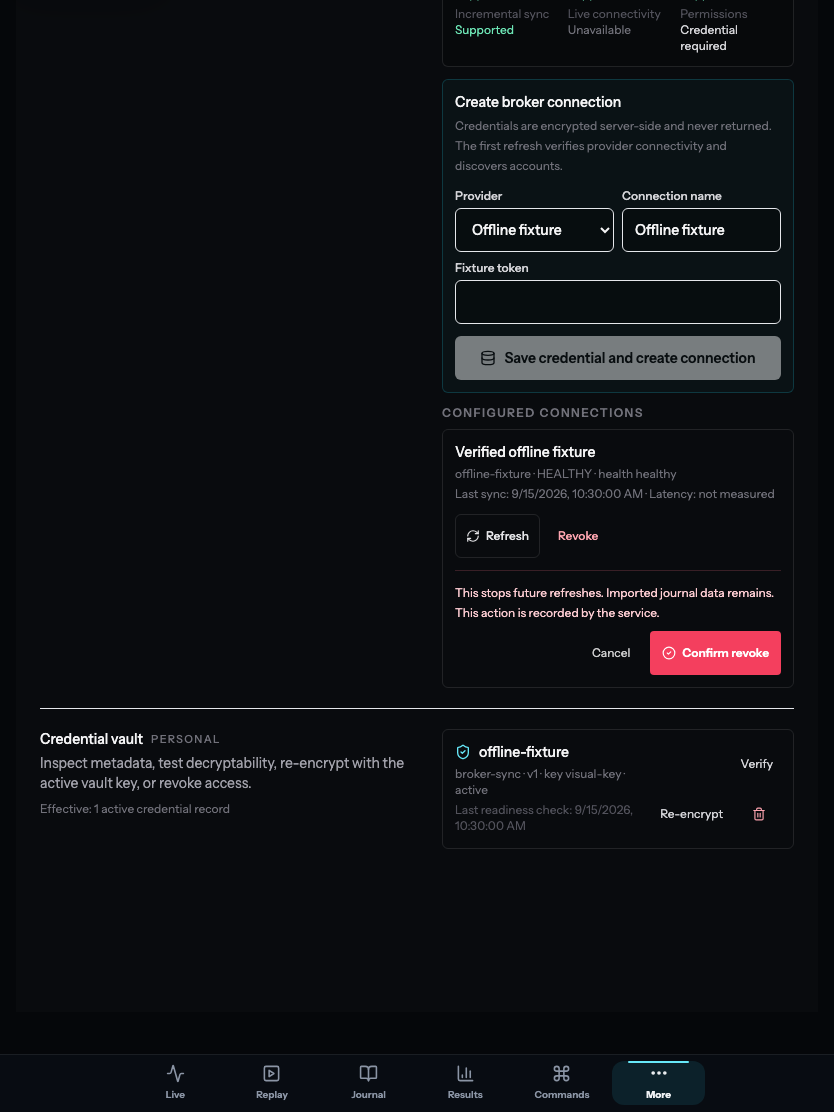 Incremental sync
Supported
Live connectivity
Unavailable
Permissions
Credential
required
Create broker connection
Credentials are encrypted server-side and never returned.
The first refresh verifies provider connectivity and
discovers accounts.
Provider
Connection name
Offline fixture
Offline fixture
Fixture token
Save credential and create connection
CONFIGURED CONNECTIONS
Verified offline fixture
offline-fixture · HEALTHY · health healthy
Last sync: 9/15/2026, 10:30:00 AM · Latency: not measured
Refresh
Revoke
This stops future refreshes. Imported journal data remains.
This action is recorded by the service.
Cancel
Confirm revoke
Credential vault PERSONAL
Inspect metadata, test decryptability, re-encrypt with the
active vault key, or revoke access.
Effective: 1 active credential record
offline-fixture
broker-sync · v1 · key visual-key ·
active
Last readiness check: 9/15/2026,
10:30:00 AM
Verify
Re-encrypt
Live
Replay
Journal
Results
Commands
More